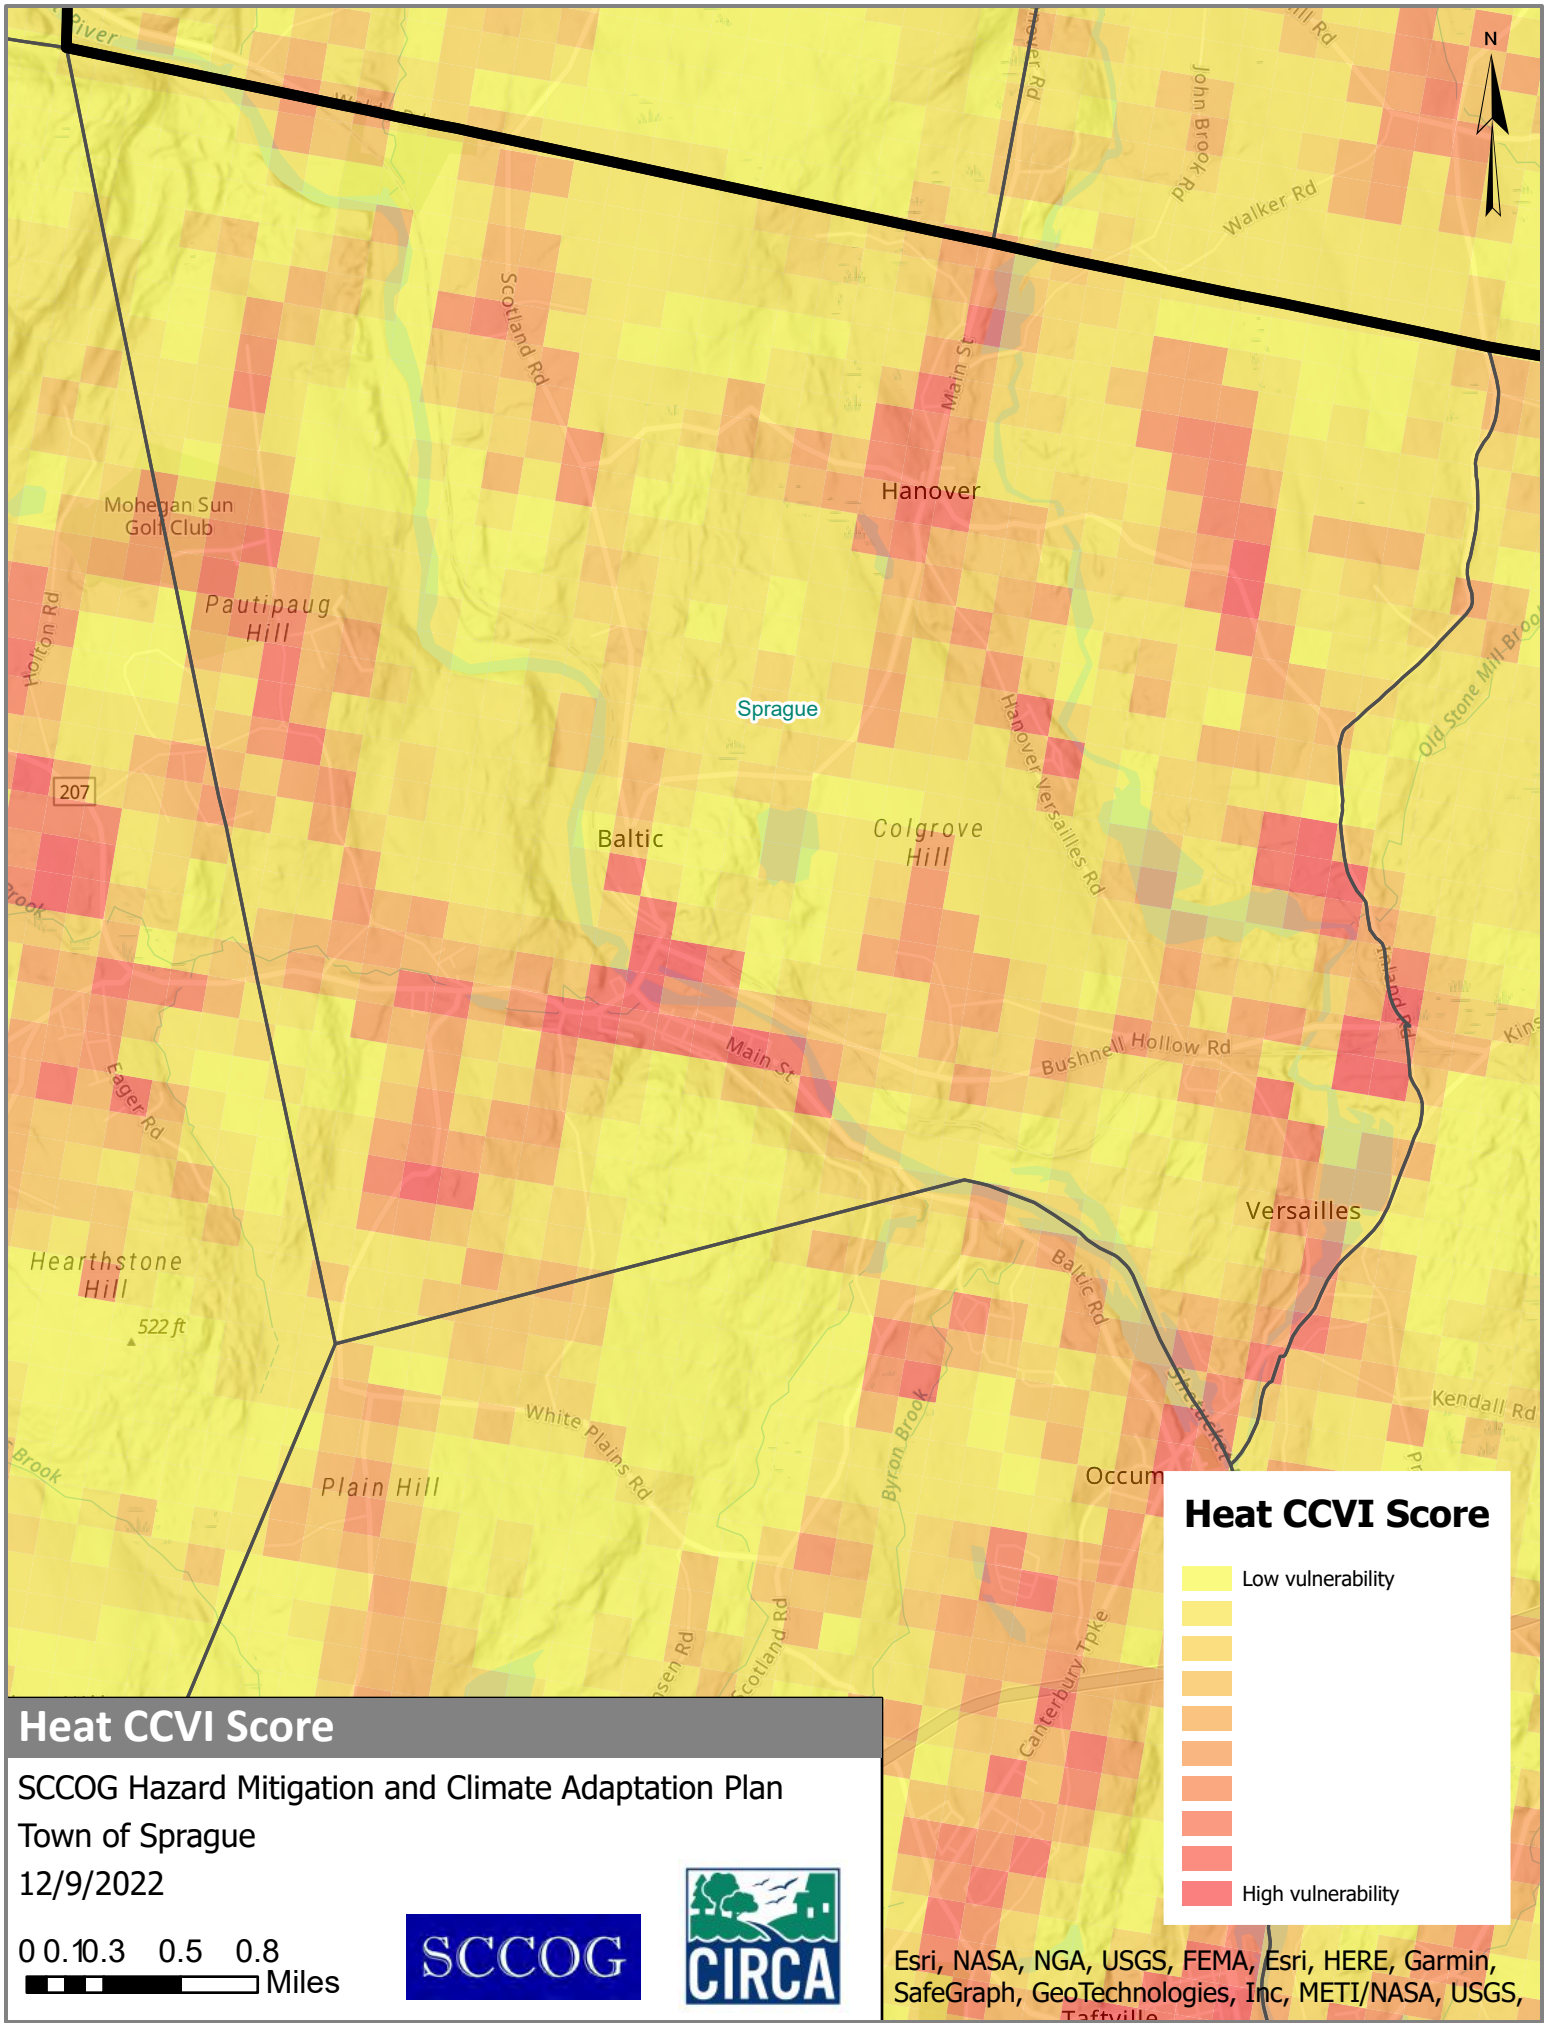 River
N
John Brook Rd
Walker Rd
Scotland Rd
Main St
Hanover
Mohegan Sun
Golf Club
Pautipaug
Hill
Holton Rd
Old Stone Mill Brook
Sprague
Hanover Versailles Rd
207
Baltic
Colgrove
Hill
Brook
Inland Rd
Main St
Bushnell Hollow Rd
Eager Rd
Versailles
Hearthstone
Hill
522 ft
Baltic Rd
Shetucket
White Plains Rd
Kendall Rd
Byron Brook
Brook
Plain Hill
Occum
Heat CCVI Score
Low vulnerability
High vulnerability
Scotland Rd
Canterbury Tpke
Heat CCVI Score
SCCOG Hazard Mitigation and Climate Adaptation Plan
Town of Sprague
12/9/2022
0 0.10.3 0.5 0.8
Miles
SCCOG
CIRCA
Esri, NASA, NGA, USGS, FEMA, Esri, HERE, Garmin,
SafeGraph, GeoTechnologies, Inc, METI/NASA, USGS,
Taftville